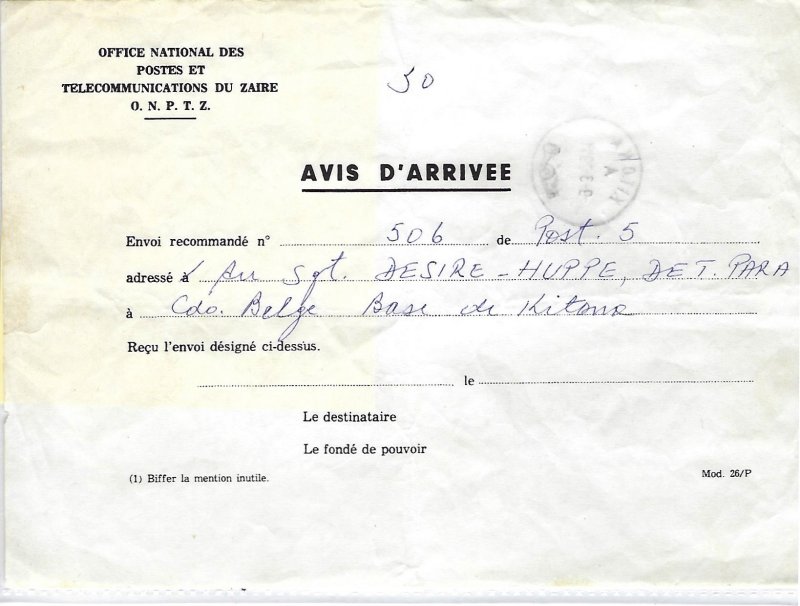 OFFICE NATIONAL DES
POSTES ET
TELECOMMUNICATIONS DU ZAIRE
O. N. P. T. Z.
50
AVIS D'ARRIVEE
Envoi recommandé n° 506 de Post. 5
adressé à Au Sgt. DESIRE - HUPPE, DET. PARA
à Cdo. Belge Base de Kitona
Reçu l'envoi désigné ci-dessus.
le
Le destinataire
Le fondé de pouvoir
(1) Biffer la mention inutile.
Mod. 26/P